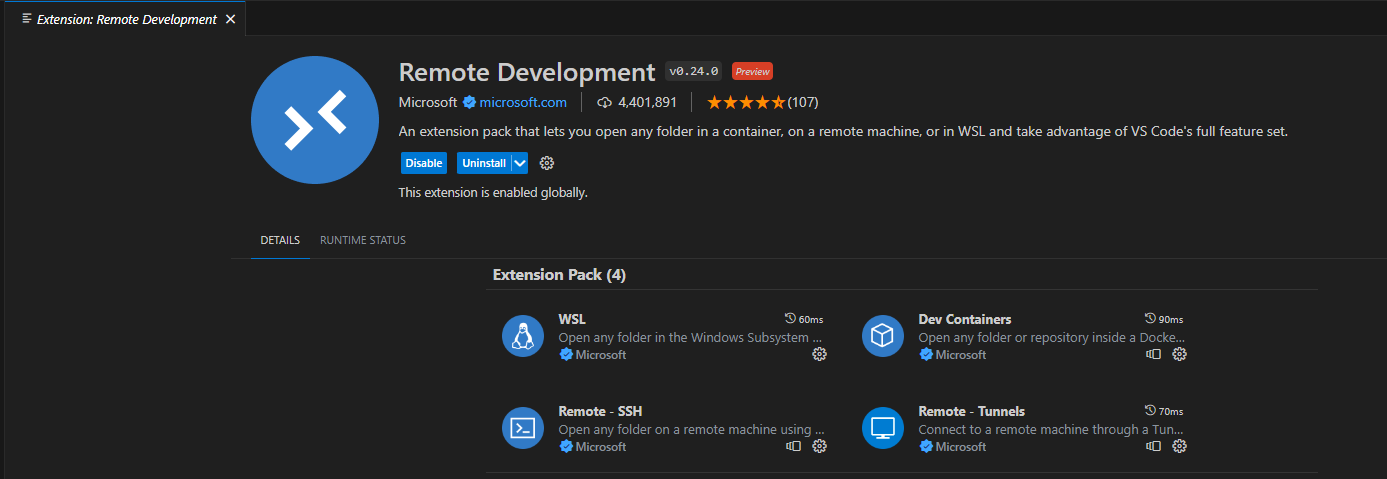 Extension: Remote Development
Remote Development v0.24.0 Preview
Microsoft microsoft.com 4,401,891 (107)
An extension pack that lets you open any folder in a container, on a remote machine, or in WSL and take advantage of VS Code's full feature set.
Disable Uninstall
This extension is enabled globally.
DETAILS RUNTIME STATUS
Extension Pack (4)
WSL 60ms
Open any folder in the Windows Subsystem ...
Microsoft
Dev Containers 90ms
Open any folder or repository inside a Docke...
Microsoft
Remote - SSH
Open any folder on a remote machine using ...
Microsoft
Remote - Tunnels 70ms
Connect to a remote machine through a Tun...
Microsoft